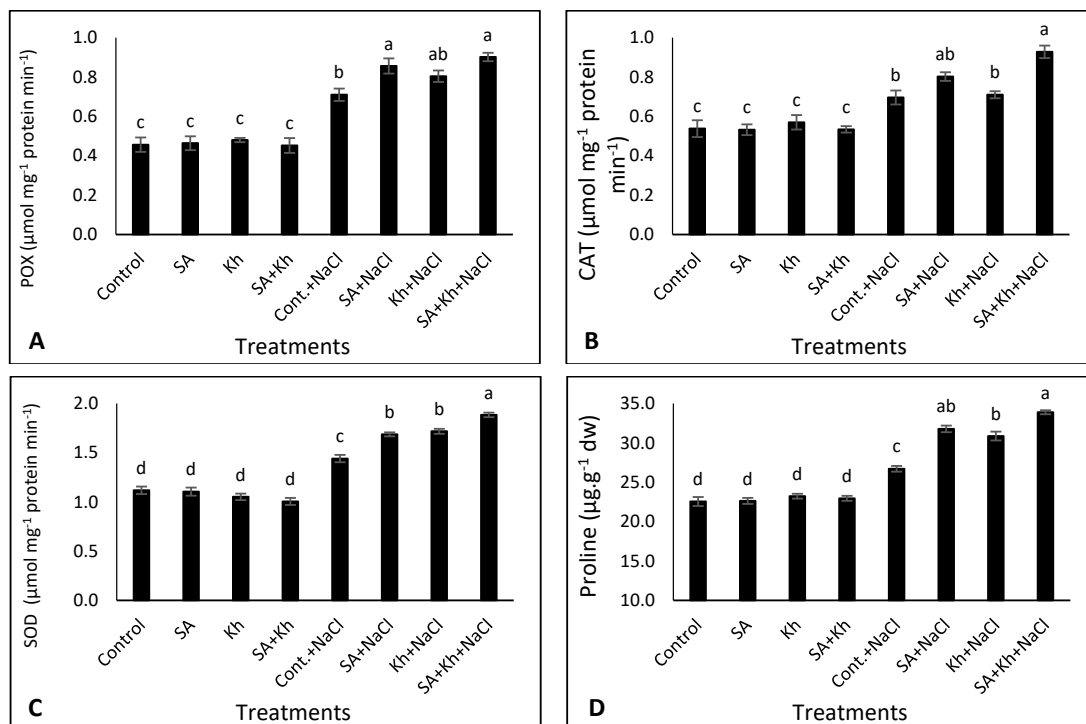 POX (µmol mg⁻¹ protein min⁻¹)
1.0
0.8
0.6
0.4
0.2
0.0
c
c
c
c
b
a
ab
a
Control
SA
Kh
SA+Kh
Cont.+NaCl
SA+NaCl
Kh+NaCl
SA+Kh+NaCl
A
Treatments
CAT (µmol mg⁻¹ protein
min⁻¹)
1.0
0.8
0.6
0.4
0.2
0.0
c
c
c
c
b
ab
b
a
Control
SA
Kh
SA+Kh
Cont.+NaCl
SA+NaCl
Kh+NaCl
SA+Kh+NaCl
B
Treatments
SOD (µmol mg⁻¹ protein min⁻¹)
2.0
1.5
1.0
0.5
0.0
d
d
d
d
c
b
b
a
Control
SA
Kh
SA+Kh
Cont.+NaCl
SA+NaCl
Kh+NaCl
SA+Kh+NaCl
C
Treatments
Proline (µg.g⁻¹ dw)
35.0
30.0
25.0
20.0
15.0
10.0
d
d
d
d
c
ab
b
a
Control
SA
Kh
SA+Kh
Cont.+NaCl
SA+NaCl
Kh+NaCl
SA+Kh+NaCl
D
Treatments